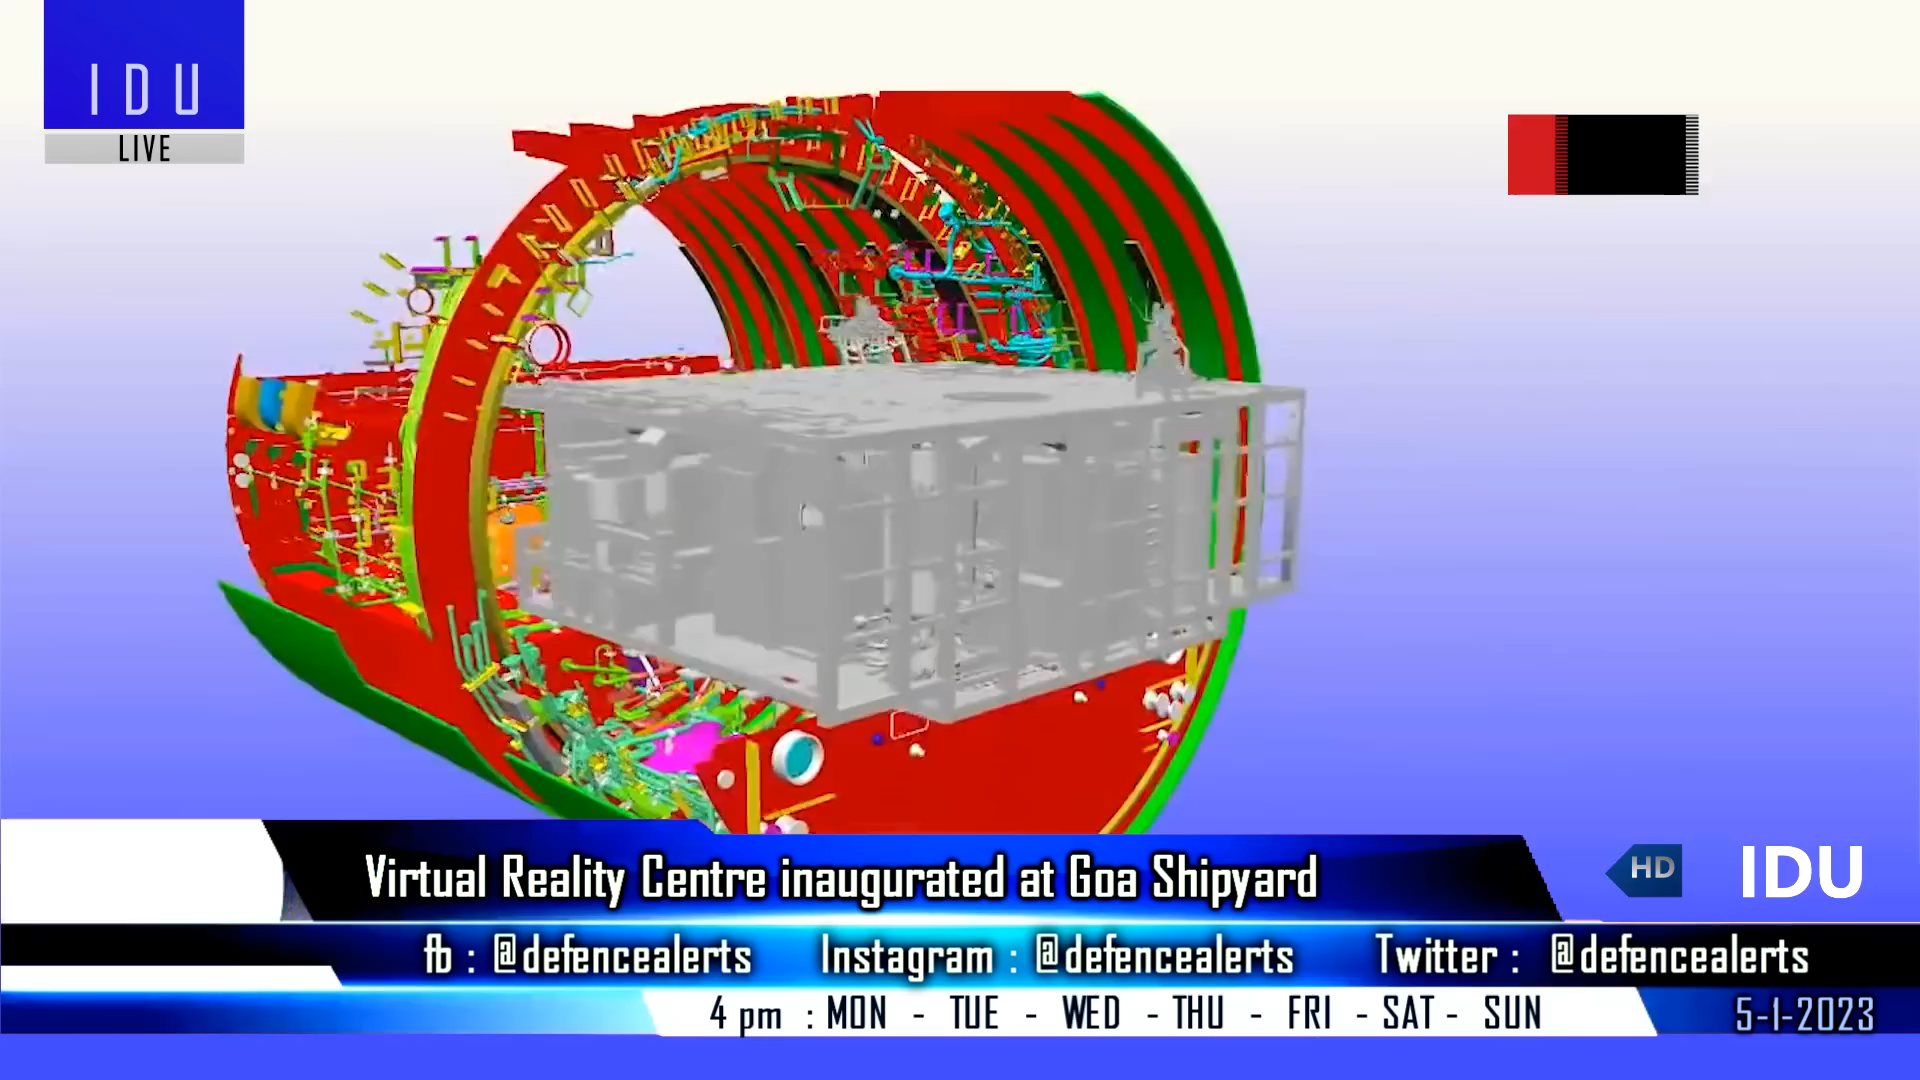 IDU
LIVE
Virtual Reality Centre inaugurated at Goa Shipyard
HD
IDU
fb : @defencealerts Instagram : @defencealerts Twitter : @defencealerts
4 pm : MON - TUE - WED - THU - FRI - SAT - SUN
5-1-2023